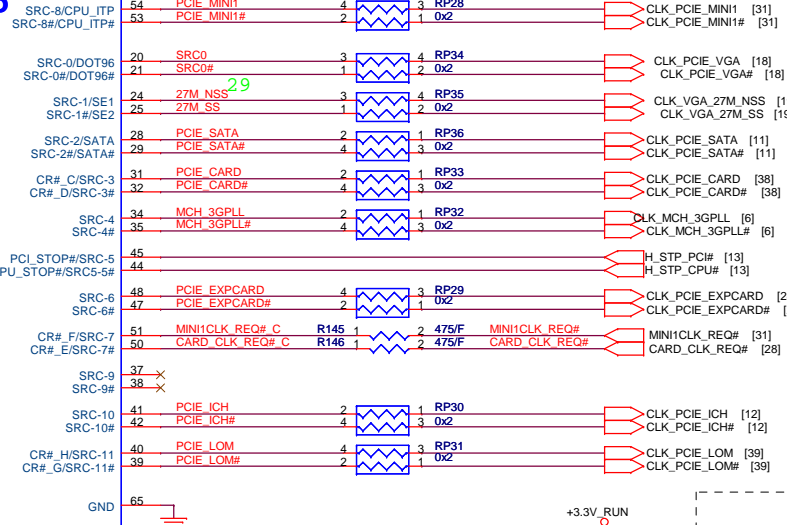 SRC-8/CPU_ITP 54 PCIE_MINI1 4 3 RP28 CLK_PCIE_MINI1 [31]
SRC-8#/CPU_ITP# 53 PCIE_MINI1# 2 1 0x2 CLK_PCIE_MINI1# [31]
SRC-0/DOT96 20 SRC0 3 4 RP34 CLK_PCIE_VGA [18]
SRC-0#/DOT96# 21 SRC0# 1 2 0x2 CLK_PCIE_VGA# [18]
29
SRC-1/SE1 24 27M_NSS 3 4 RP35 CLK_VGA_27M_NSS
SRC-1#/SE2 25 27M_SS 1 2 0x2 CLK_VGA_27M_SS
SRC-2/SATA 28 PCIE_SATA 2 1 RP36 CLK_PCIE_SATA [11]
SRC-2#/SATA# 29 PCIE_SATA# 4 3 0x2 CLK_PCIE_SATA# [11]
CR#_C/SRC-3 31 PCIE_CARD 2 1 RP33 CLK_PCIE_CARD [38]
CR#_D/SRC-3# 32 PCIE_CARD# 4 3 0x2 CLK_PCIE_CARD# [38]
SRC-4 34 MCH_3GPLL 2 1 RP32 CLK_MCH_3GPLL [6]
SRC-4# 35 MCH_3GPLL# 4 3 0x2 CLK_MCH_3GPLL# [6]
PCI_STOP#/SRC-5 45 H_STP_PCI# [13]
PU_STOP#/SRC5-5# 44 H_STP_CPU# [13]
SRC-6 48 PCIE_EXPCARD 4 3 RP29 CLK_PCIE_EXPCARD [2
SRC-6# 47 PCIE_EXPCARD# 2 1 0x2 CLK_PCIE_EXPCARD# [
CR#_F/SRC-7 51 MINI1CLK_REQ#_C R145 1 2 475/F MINI1CLK_REQ# MINI1CLK_REQ# [31]
CR#_E/SRC-7# 50 CARD_CLK_REQ#_C R146 1 2 475/F CARD_CLK_REQ# CARD_CLK_REQ# [28]
SRC-9 37
SRC-9# 38
SRC-10 41 PCIE_ICH 2 1 RP30 CLK_PCIE_ICH [12]
SRC-10# 42 PCIE_ICH# 4 3 0x2 CLK_PCIE_ICH# [12]
CR#_H/SRC-11 40 PCIE_LOM 4 3 RP31 CLK_PCIE_LOM [39]
CR#_G/SRC-11# 39 PCIE_LOM# 2 1 0x2 CLK_PCIE_LOM# [39]
GND 65
+3.3V_RUN